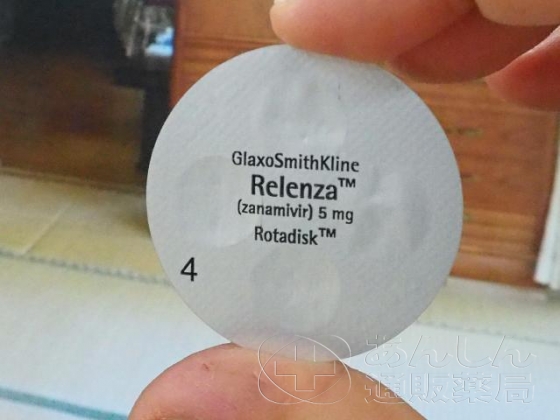 GlaxoSmithKline
Relenza™
(zanamivir) 5 mg
Rotadisk™
4
あんしん
通販薬局